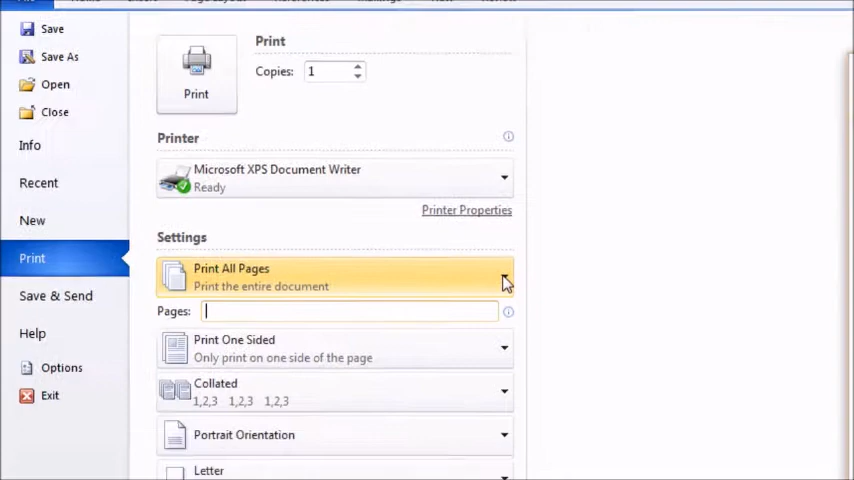 Save
Save As
Open
Close
Info
Recent
New
Print
Save & Send
Help
Options
Exit
Print
Print
Copies: 1
Printer
Microsoft XPS Document Writer
Ready
Printer Properties
Settings
Print All Pages
Print the entire document
Pages:
Print One Sided
Only print on one side of the page
Collated
1,2,3 1,2,3 1,2,3
Portrait Orientation
Letter